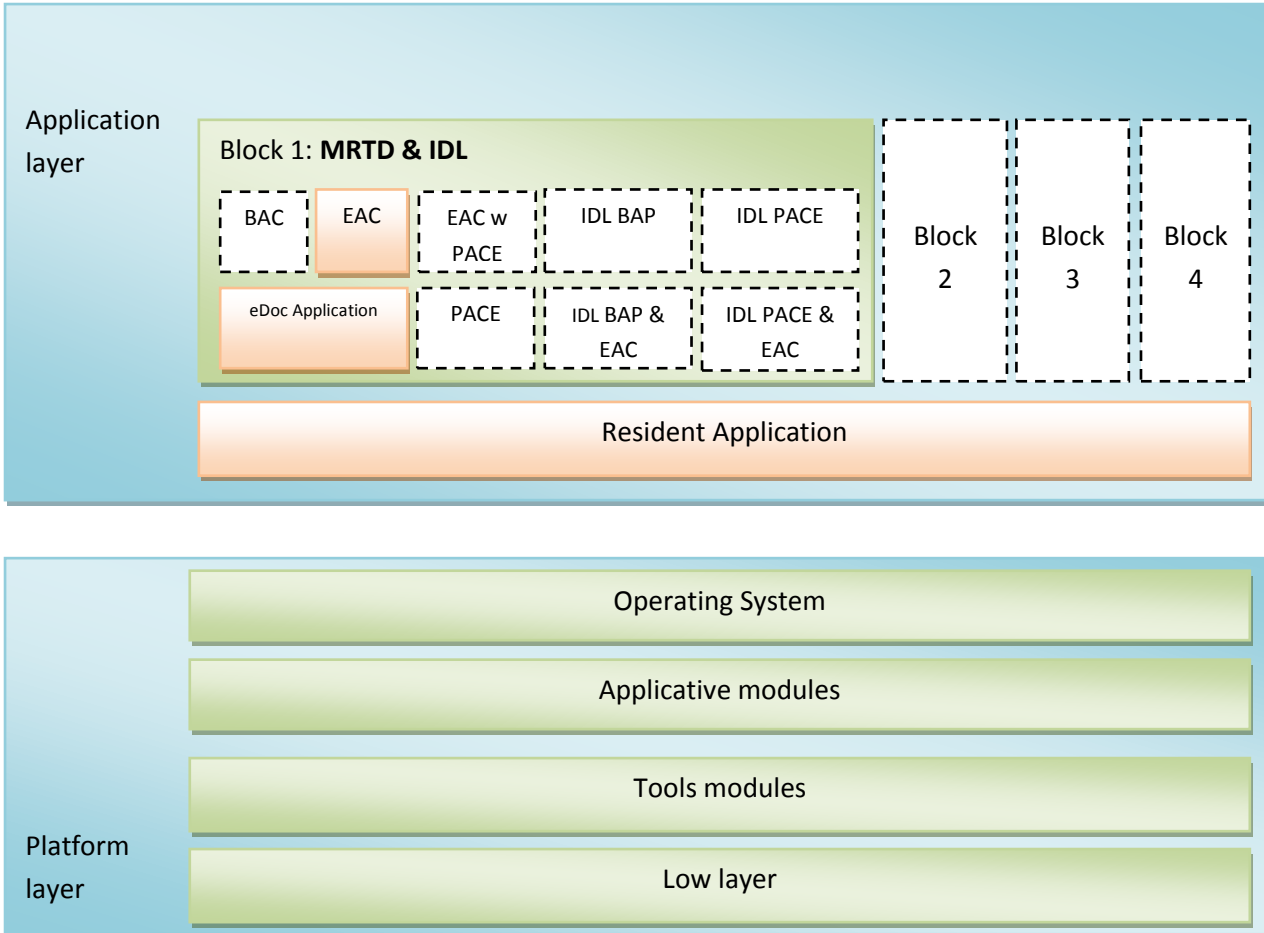 Application
layer
Block 1: MRTD & IDL
BAC
EAC
EAC w
PACE
IDL BAP
IDL PACE
eDoc Application
PACE
IDL BAP &
EAC
IDL PACE &
EAC
Block
2
Block
3
Block
4
Resident Application
Operating System
Applicative modules
Tools modules
Platform
layer
Low layer